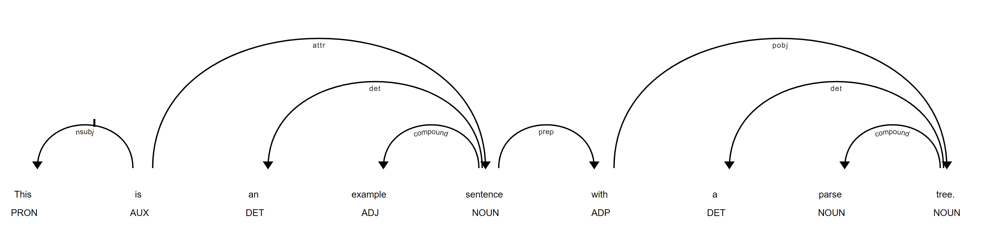 attr
pobj
det
det
nsubj
compound
prep
compound
This is an example sentence with a parse tree.
PRON AUX DET ADJ NOUN ADP DET NOUN NOUN